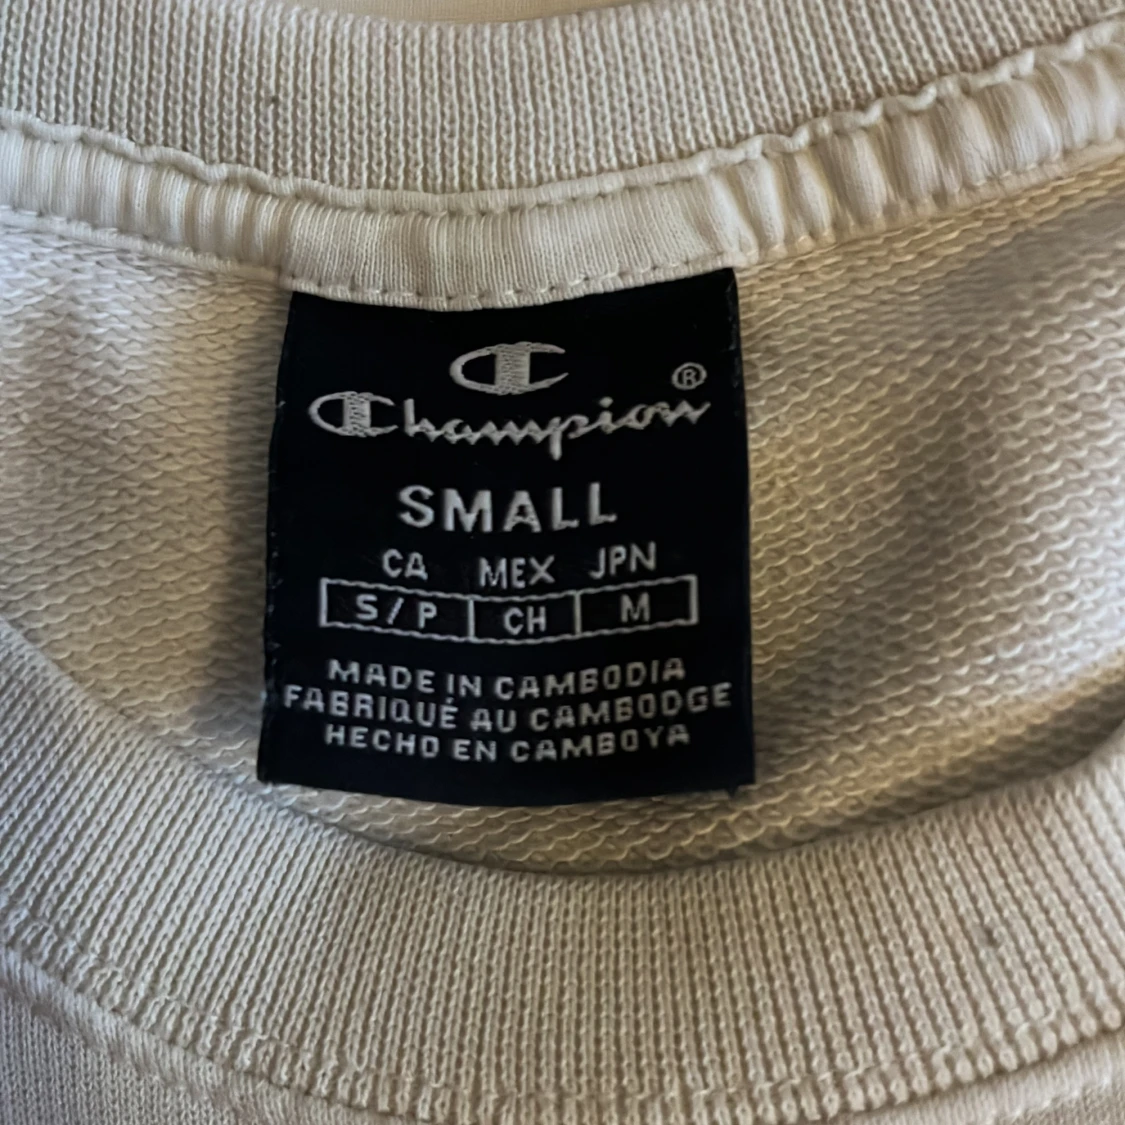 Champion®
SMALL
CA MEX JPN
S/P CH M
MADE IN CAMBODIA
FABRIQUÉ AU CAMBODGE
HECHO EN CAMBOYA